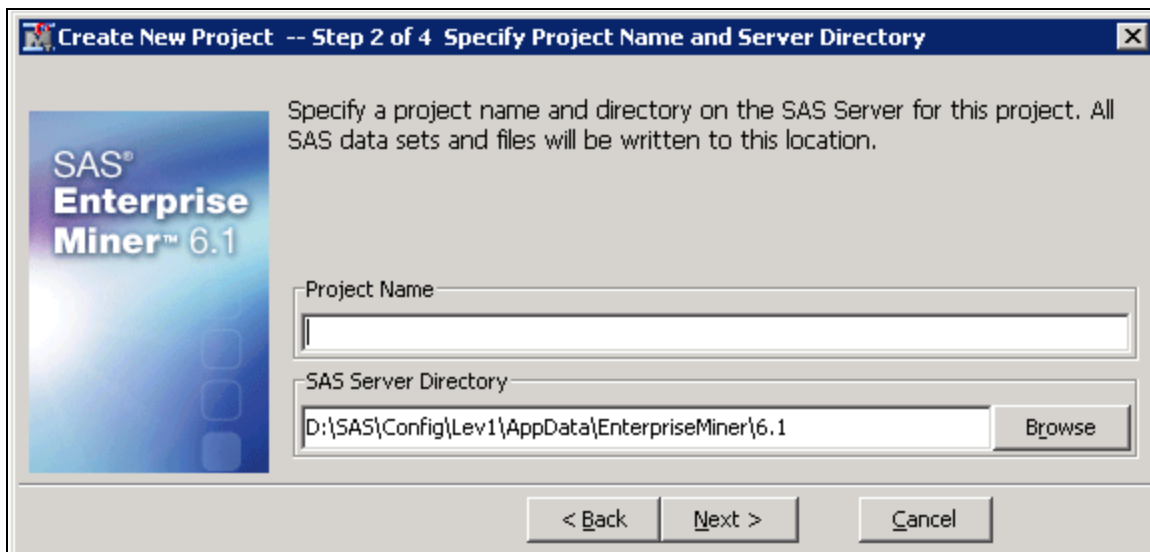 Create New Project -- Step 2 of 4 Specify Project Name and Server Directory
Specify a project name and directory on the SAS Server for this project. All
SAS data sets and files will be written to this location.
SAS®
Enterprise
Miner™ 6.1
Project Name
SAS Server Directory
D:\SAS\Config\Lev1\AppData\EnterpriseMiner\6.1
Browse
< Back
Next >
Cancel